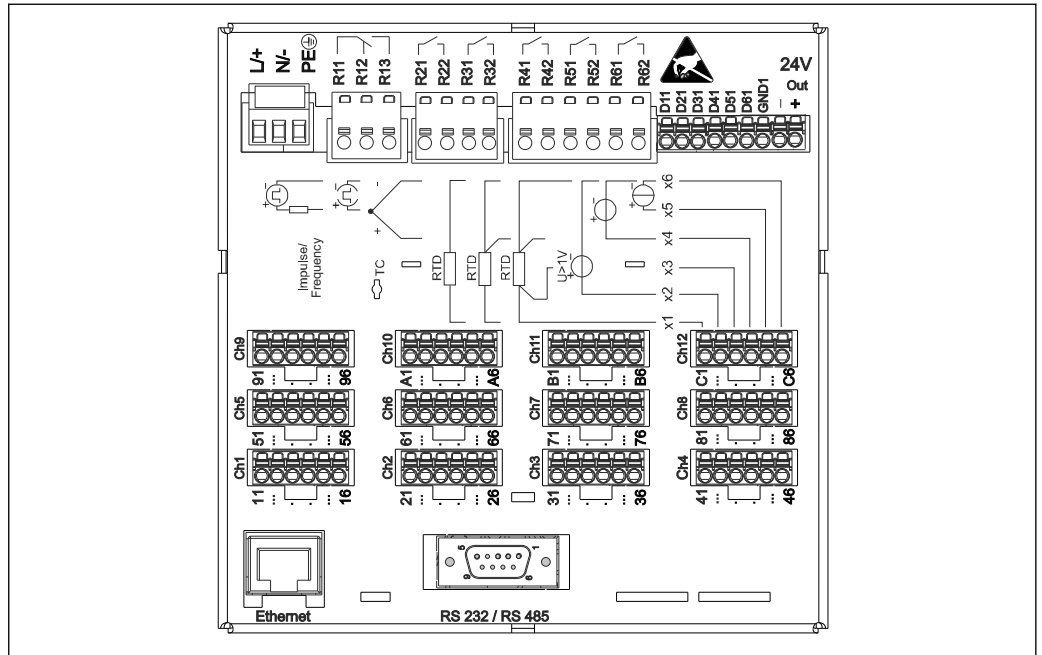 L/+ N/- PE
R11 R12 R13
R21 R22 R31 R32
R41 R42 R51 R52 R61 R62
24V
Out
D11 D21 D31 D41 D51 D61 GND1 - +
Impulse/
Frequency
- +
TC
RTD
RTD
RTD
U>1V
x6
x5
x4
x3
x2
x1
Ch9 91 ... . . ... 96
Ch10 A1 ... . . ... A6
Ch11 B1 ... . . ... B6
Ch12 C1 ... . . ... C6
Ch5 51 ... . . ... 56
Ch6 61 ... . . ... 66
Ch7 71 ... . . ... 76
Ch8 81 ... . . ... 86
Ch1 11 ... . . ... 16
Ch2 21 ... . . ... 26
Ch3 31 ... . . ... 36
Ch4 41 ... . . ... 46
5 1
9 6
Ethernet
RS 232 / RS 485